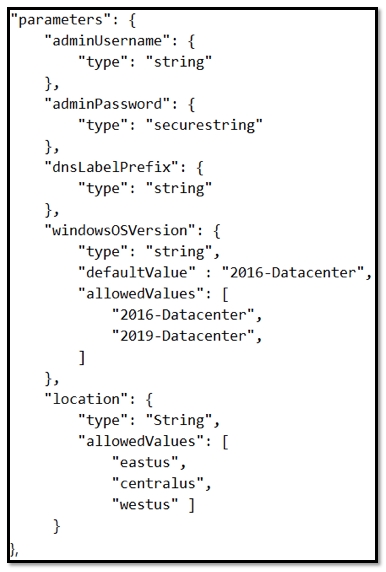 "parameters": {
    "adminUsername": {
        "type": "string"
    },
    "adminPassword": {
        "type": "securestring"
    },
    "dnsLabelPrefix": {
        "type": "string"
    },
    "windowsOSVersion": {
        "type": "string",
        "defaultValue" : "2016-Datacenter",
        "allowedValues": [
            "2016-Datacenter",
            "2019-Datacenter",
        ]
    },
    "location": {
        "type": "String",
        "allowedValues": [
            "eastus",
            "centralus",
            "westus" ]
     }
},